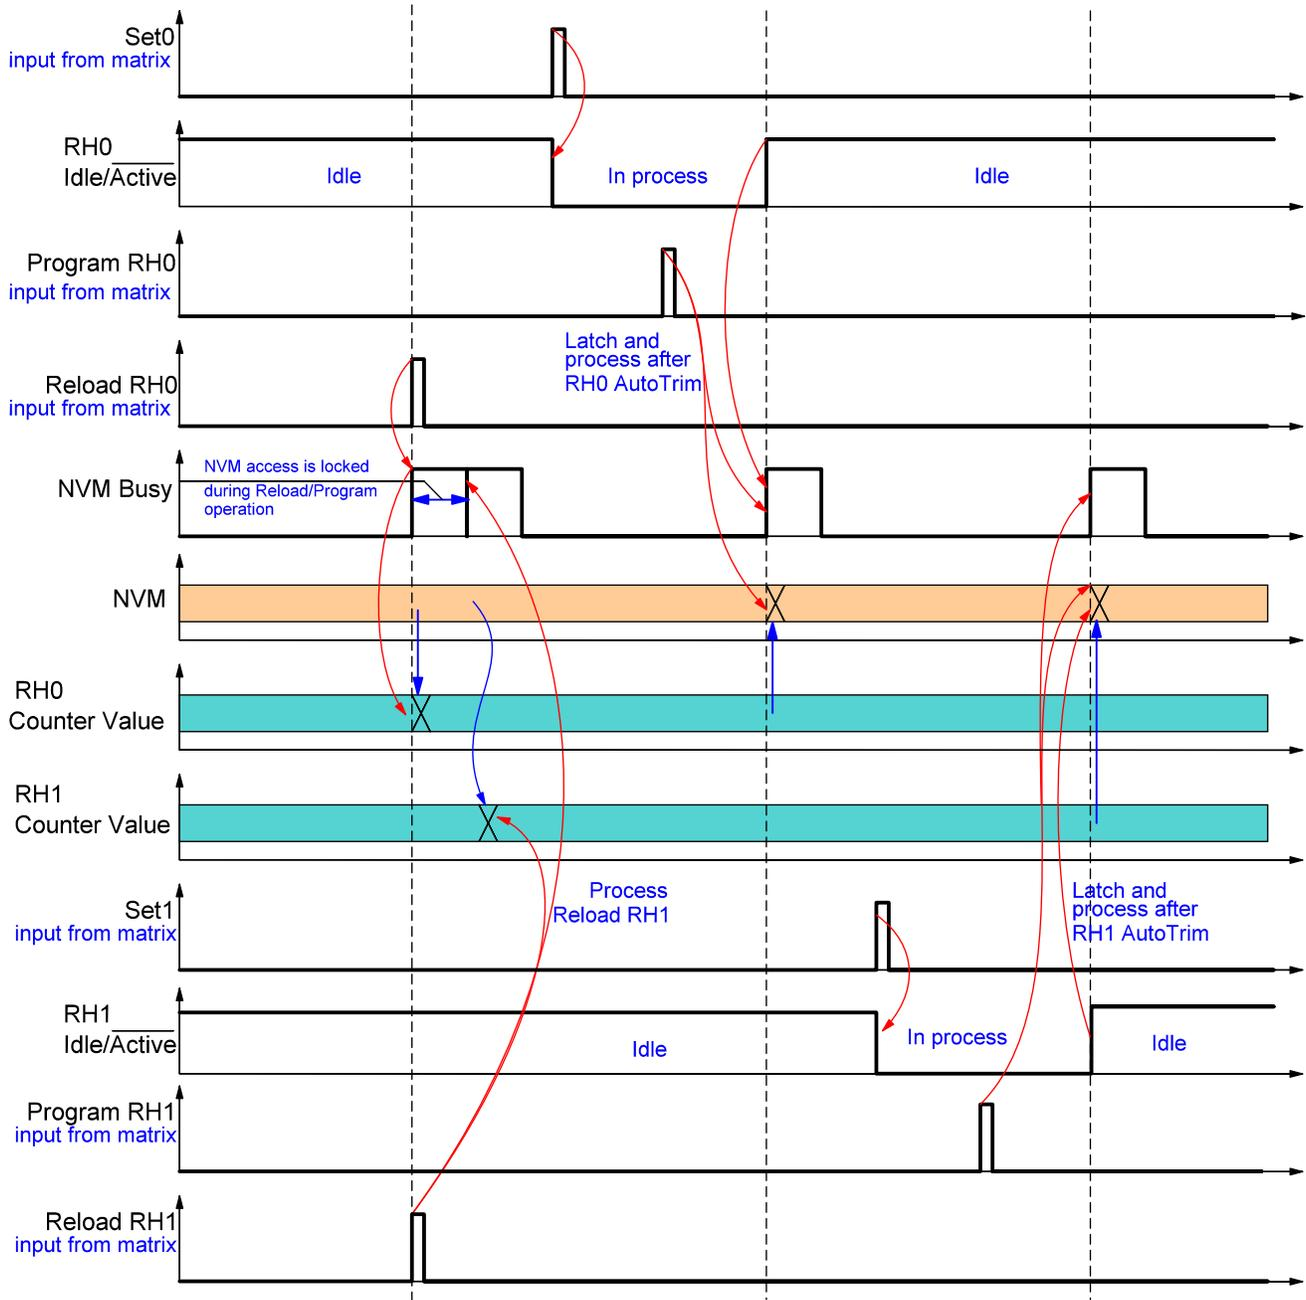 Set0
input from matrix
RH0
Idle/Active
Idle
In process
Idle
Program RH0
input from matrix
Latch and
process after
RH0 AutoTrim
Reload RH0
input from matrix
NVM Busy
NVM access is locked
during Reload/Program
operation
NVM
RH0
Counter Value
RH1
Counter Value
Process
Reload RH1
Set1
input from matrix
Latch and
process after
RH1 AutoTrim
RH1
Idle/Active
Idle
In process
Idle
Program RH1
input from matrix
Reload RH1
input from matrix